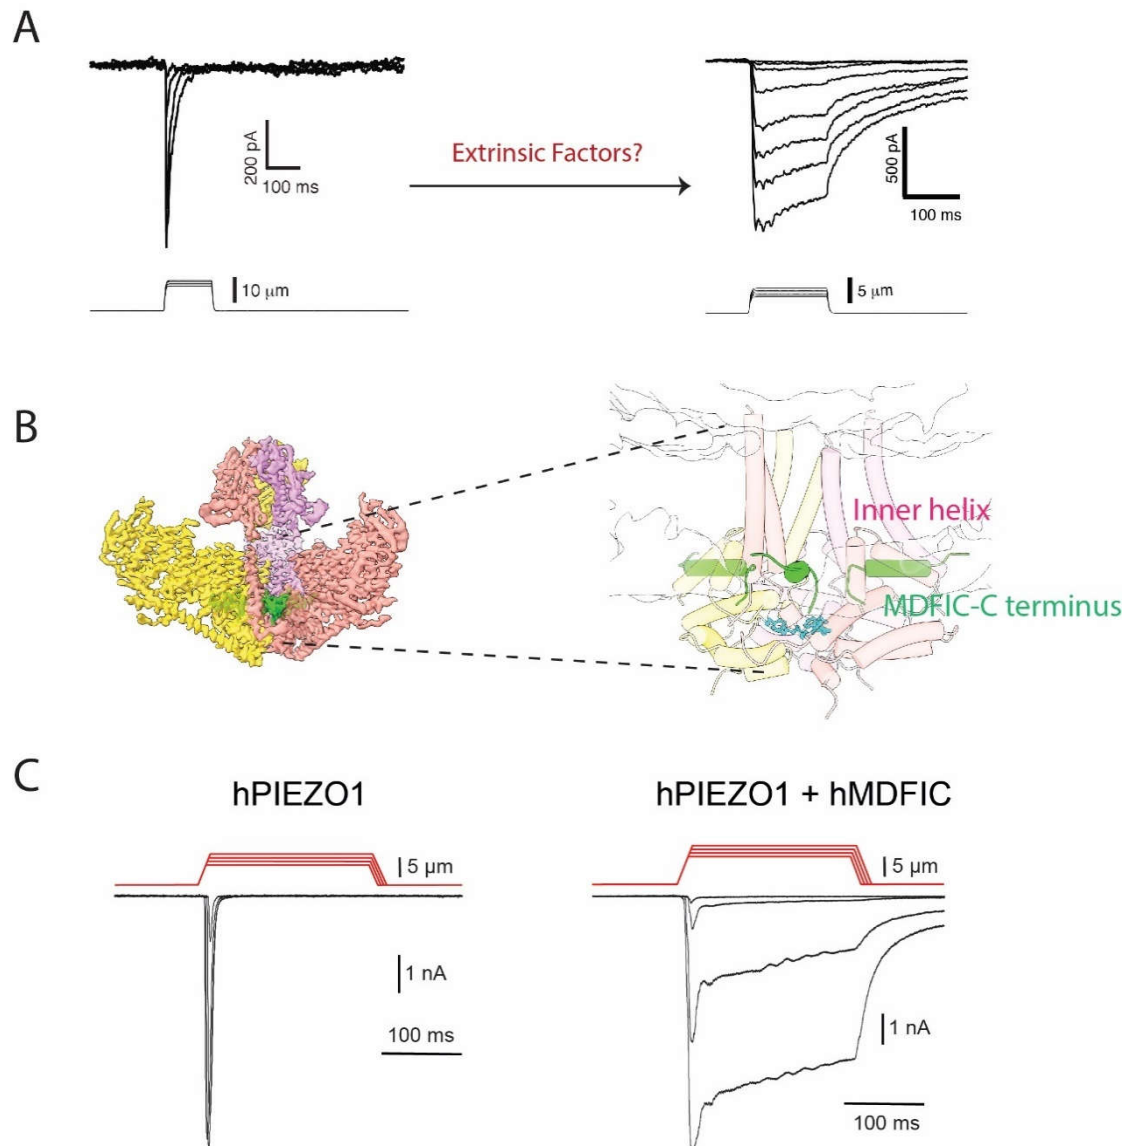 A
200 pA
100 ms
Extrinsic Factors?
500 pA
100 ms
10 μm
5 μm
B
Inner helix
MDFIC-C terminus
C
hPIEZO1
hPIEZO1 + hMDFIC
5 μm
5 μm
1 nA
100 ms
1 nA
100 ms